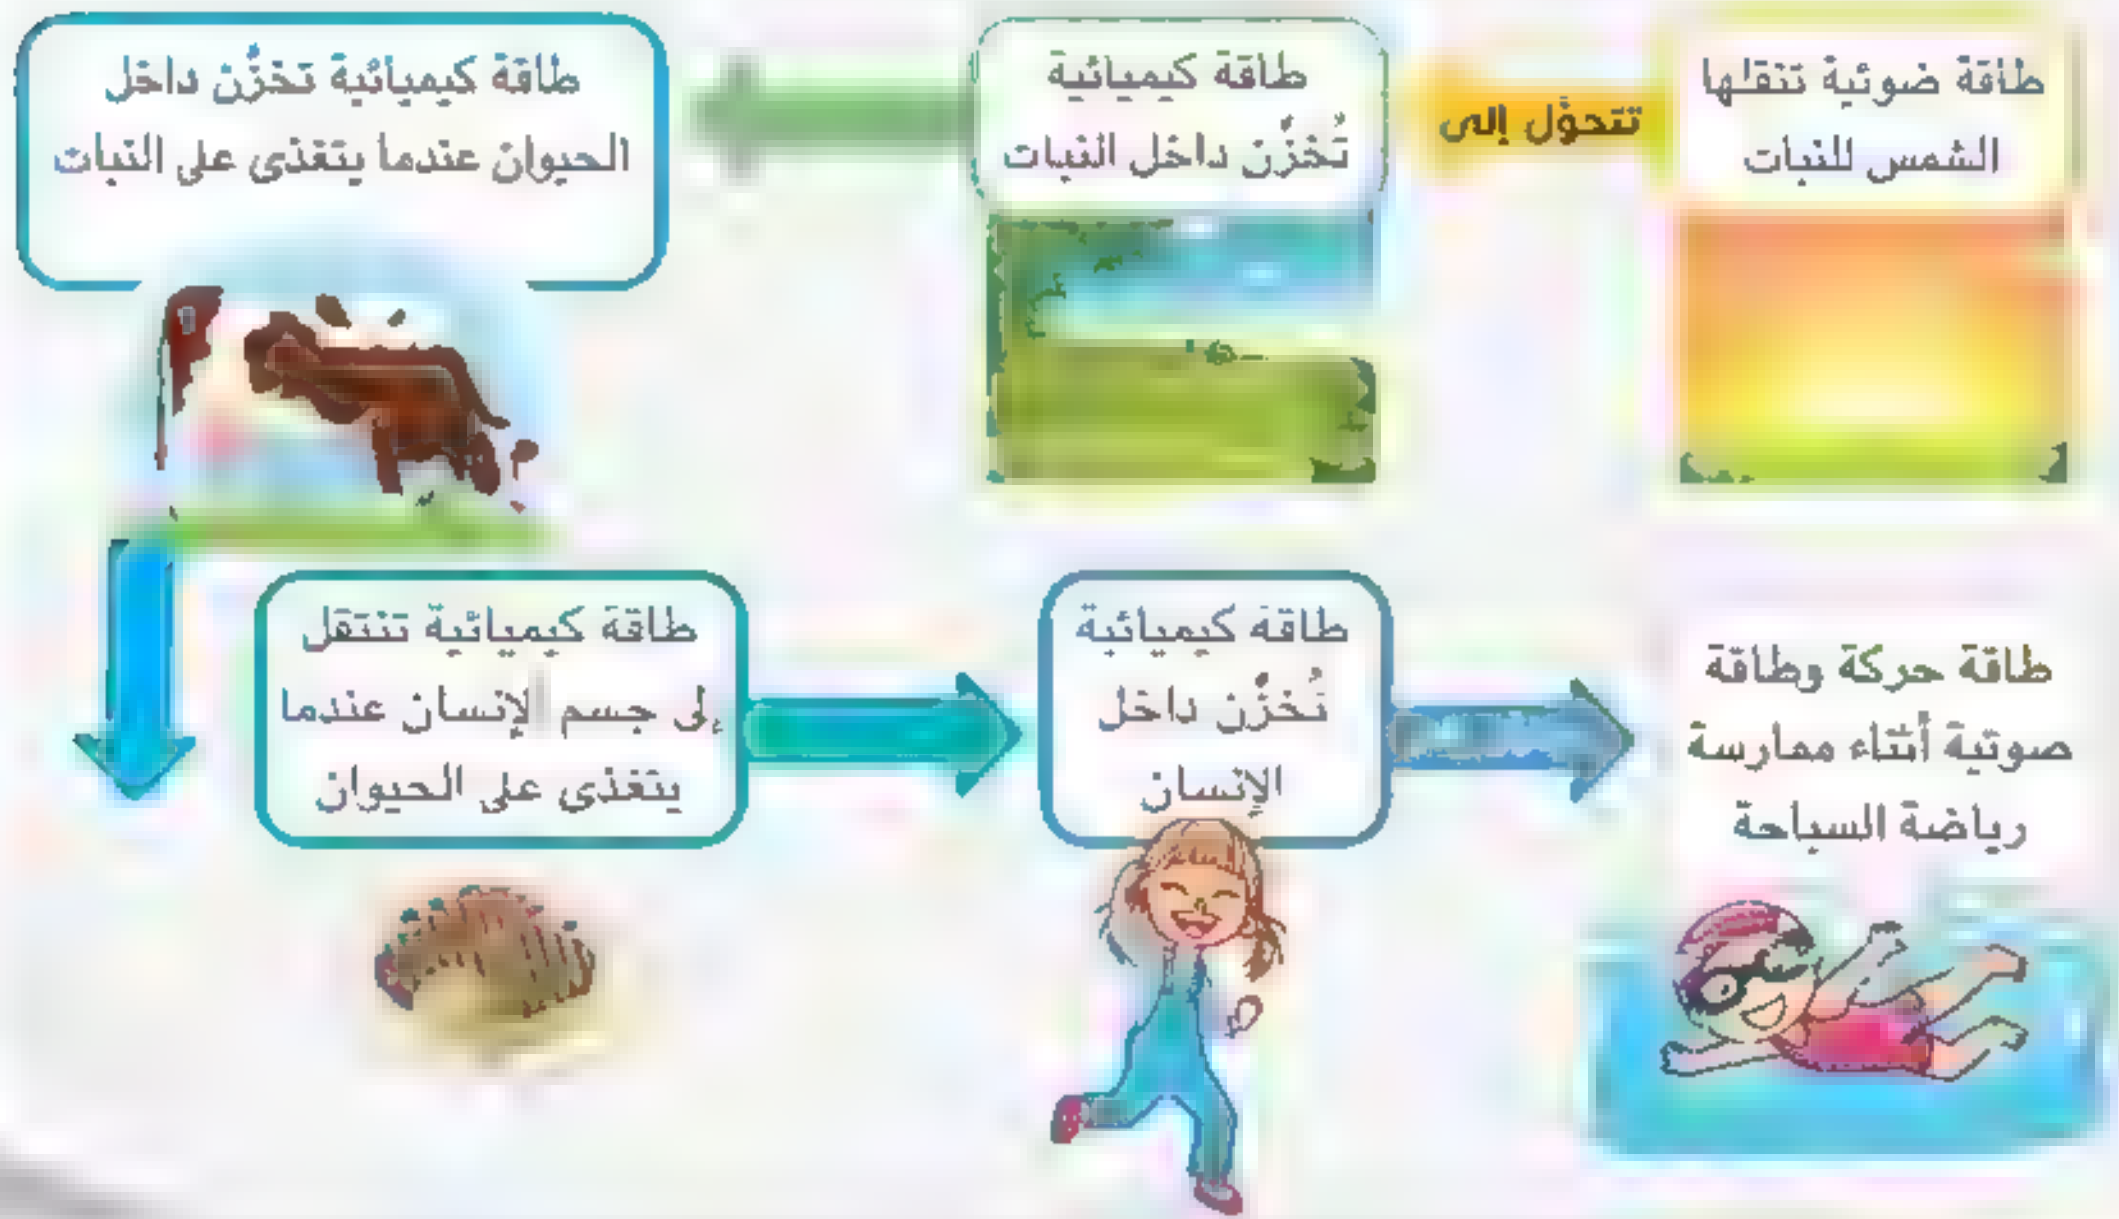 طاقة ضوئية تنقلها
الشمس للنبات
تتحوَّل إلى
طاقة كيميائية
تُخزَّن داخل النبات
طاقة كيميائية تخزَّن داخل
الحيوان عندما يتغذى على النبات
طاقة كيميائية تنتقل
إلى جسم الإنسان عندما
يتغذى على الحيوان
طاقة كيميائية
تُخزَّن داخل
الإنسان
طاقة حركة وطاقة
صوتية أثناء ممارسة
رياضة السباحة